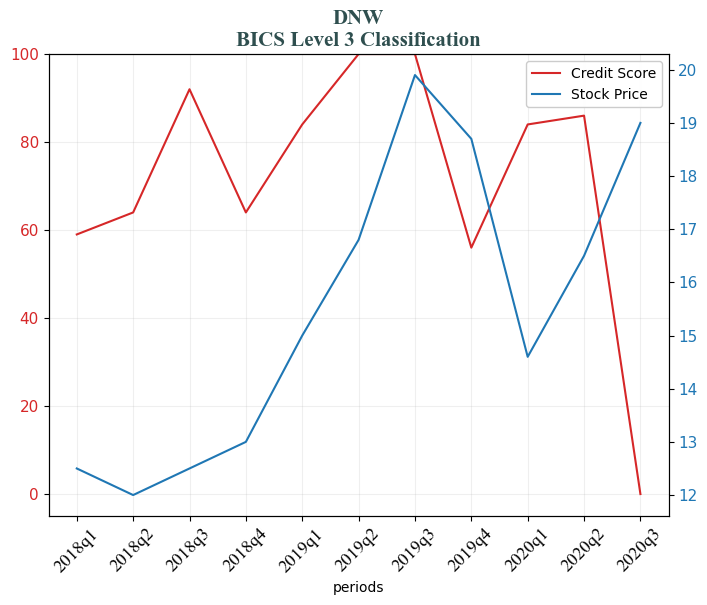 DNW
BICS Level 3 Classification
100
80
60
40
20
0
Credit Score
Stock Price
20
19
18
17
16
15
14
13
12
2018q1
2018q2
2018q3
2018q4
2019q1
2019q2
2019q3
2019q4
2020q1
2020q2
2020q3
periods